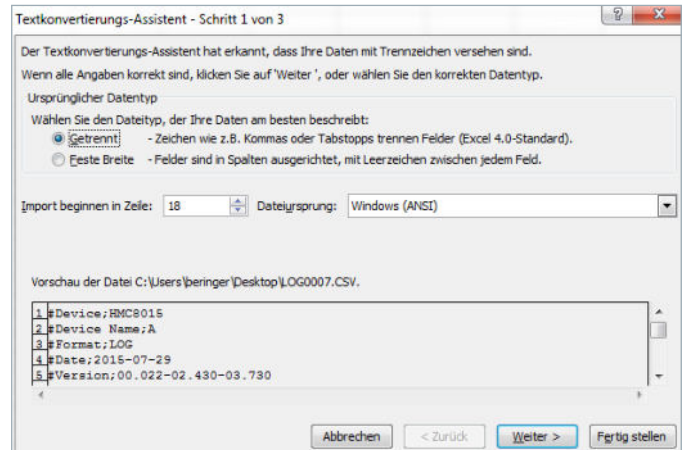 Textkonvertierungs-Assistent - Schritt 1 von 3
Der Textkonvertierungs-Assistent hat erkannt, dass Ihre Daten mit Trennzeichen versehen sind.
Wenn alle Angaben korrekt sind, klicken Sie auf 'Weiter ', oder wählen Sie den korrekten Datentyp.
Ursprünglicher Datentyp
Wählen Sie den Dateityp, der Ihre Daten am besten beschreibt:
Getrennt - Zeichen wie z.B. Kommas oder Tabstopps trennen Felder (Excel 4.0-Standard).
Feste Breite - Felder sind in Spalten ausgerichtet, mit Leerzeichen zwischen jedem Feld.
Import beginnen in Zeile: 18 Dateiursprung: Windows (ANSI)
Vorschau der Datei C:\Users\beringer\Desktop\LOG0007.CSV.
1 #Device;HMC8015
2 #Device Name;A
3 #Format;LOG
4 #Date;2015-07-29
5 #Version;00.022-02.430-03.730
Abbrechen < Zurück Weiter > Fertig stellen